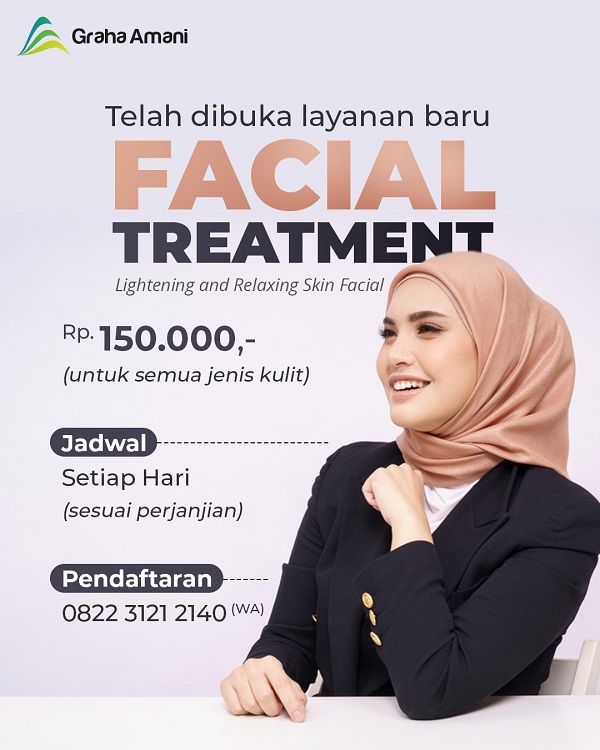 Graha Amani
Telah dibuka layanan baru
FACIAL
TREATMENT
Lightening and Relaxing Skin Facial
Rp. 150.000,-
(untuk semua jenis kulit)
Jadwal
Setiap Hari
(sesuai perjanjian)
Pendaftaran
0822 3121 2140 (WA)